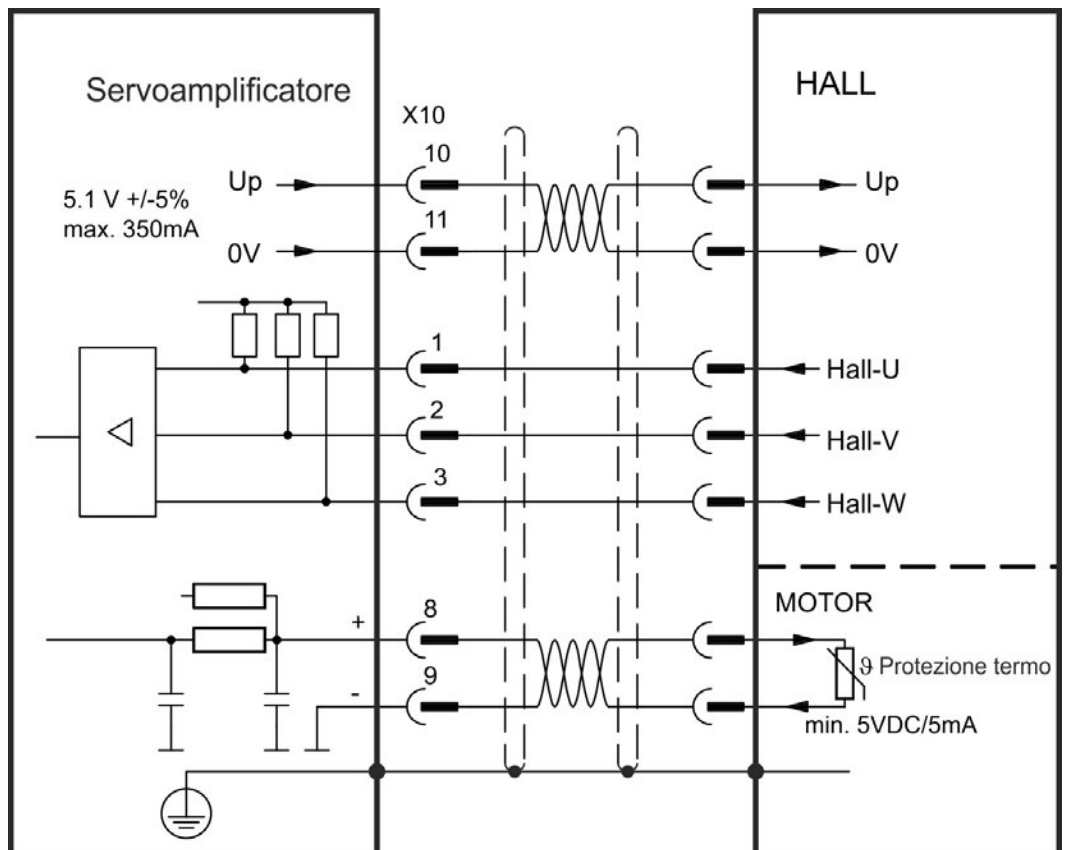 Servoamplificatore
HALL
X10
10
Up
Up
5.1 V +/-5%
max. 350mA
11
0V
0V
1
Hall-U
2
Hall-V
3
Hall-W
MOTOR
8
+
ϑ Protezione termo
9
-
min. 5VDC/5mA